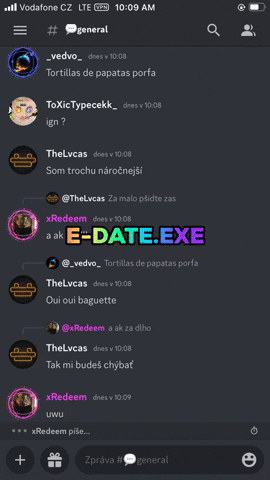 Vodafone CZ LTE VPN 10:09 AM
# 💬general
_vedvo_ dnes v 10:08
Tortillas de papatas porfa
ToXicTypecekk_ dnes v 10:08
ign ?
TheLvcas dnes v 10:08
Som trochu náročnejší
@TheLvcas Za malo pšidte zas
xRedeem dnes v 10:08
a ak
E-DATE.EXE
@_vedvo_ Tortillas de papatas porfa
TheLvcas dnes v 10:08
Oui oui baguette
@xRedeem a ak za dlho
TheLvcas dnes v 10:08
Tak mi budeš chýbať
xRedeem dnes v 10:09
uwu
xRedeem píše...
Zpráva #💬general